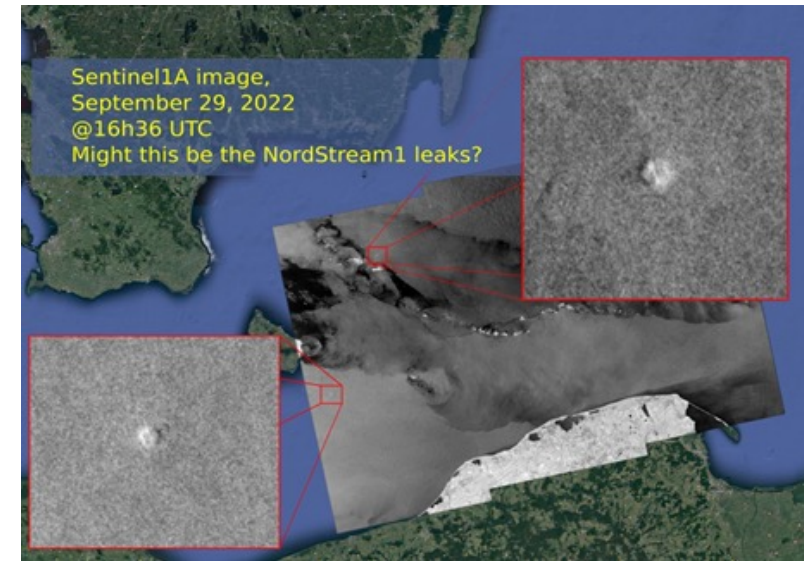 Sentinel1A image,
September 29, 2022
@16h36 UTC
Might this be the NordStream1 leaks?